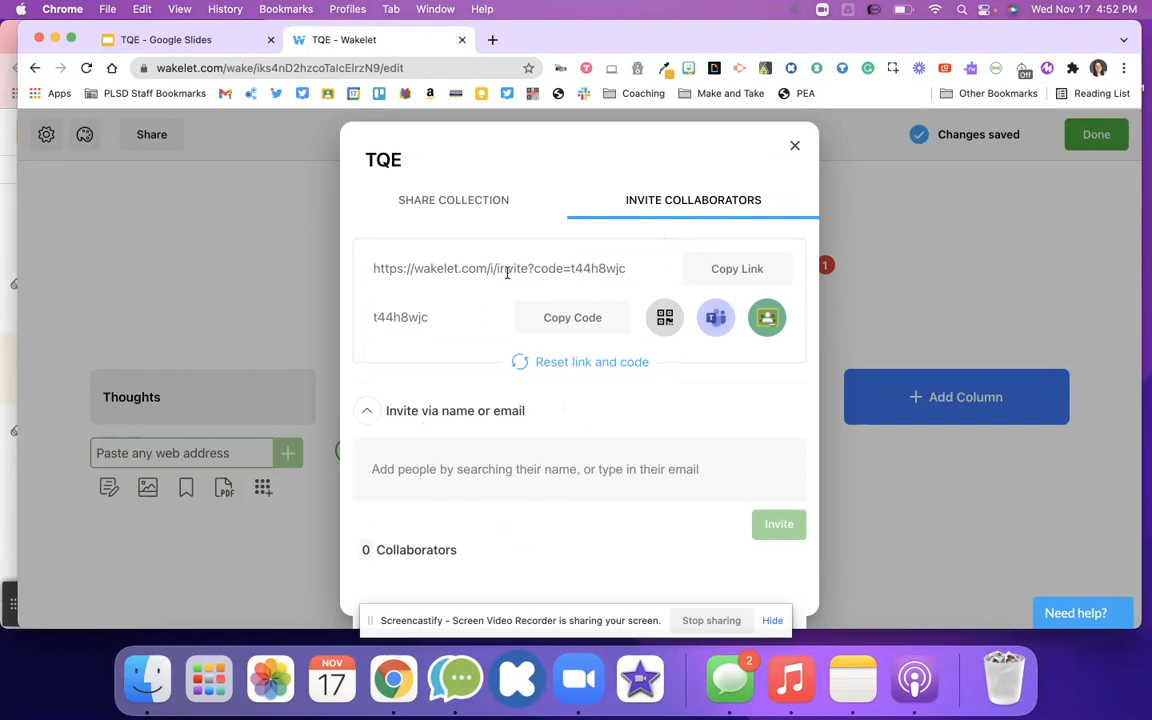 Chrome File Edit View History Bookmarks Profiles Tab Window Help Wed Nov 17 4:52 PM
TQE - Google Slides TQE - Wakelet
wakelet.com/wake/iks4nD2hzcoTaIcEIrzN9/edit
Off
Apps PLSD Staff Bookmarks Coaching Make and Take PEA Other Bookmarks Reading List
Share Changes saved Done
TQE
SHARE COLLECTION INVITE COLLABORATORS
https://wakelet.com/i/invite?code=t44h8wjc Copy Link
1
t44h8wjc Copy Code
Reset link and code
Thoughts
Add Column
Invite via name or email
Paste any web address
Add people by searching their name, or type in their email
PDF
Invite
0 Collaborators
Need help?
Screencastify - Screen Video Recorder is sharing your screen. Stop sharing Hide
NOV
17
2